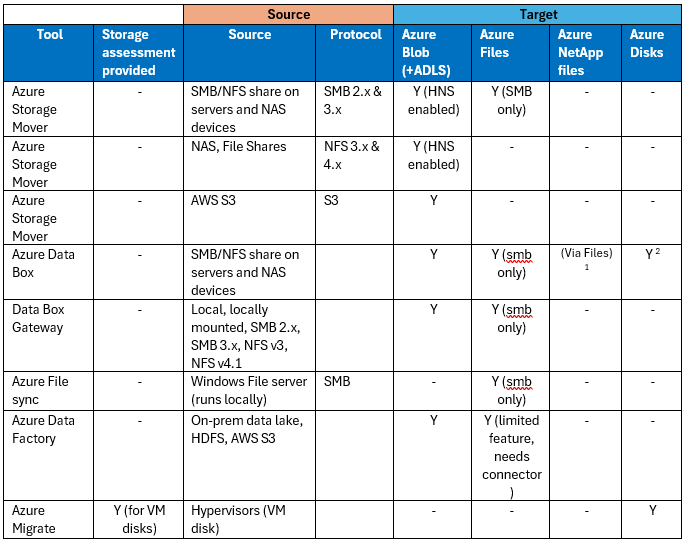 Source Target
Tool Storage assessment provided Source Protocol Azure Blob (+ADLS) Azure Files Azure NetApp files Azure Disks
Azure Storage Mover - SMB/NFS share on servers and NAS devices SMB 2.x & 3.x Y (HNS enabled) Y (SMB only) - -
Azure Storage Mover - NAS, File Shares NFS 3.x & 4.x Y (HNS enabled) - - -
Azure Storage Mover - AWS S3 S3 Y - - -
Azure Data Box - SMB/NFS share on servers and NAS devices Y Y (smb only) (Via Files) 1 Y 2
Data Box Gateway - Local, locally mounted, SMB 2.x, SMB 3.x, NFS v3, NFS v4.1 Y Y (smb only) - -
Azure File sync - Windows File server (runs locally) SMB - Y (smb only) - -
Azure Data Factory - On-prem data lake, HDFS, AWS S3 Y Y (limited feature, needs connector ) - -
Azure Migrate Y (for VM disks) Hypervisors (VM disk) - - - Y